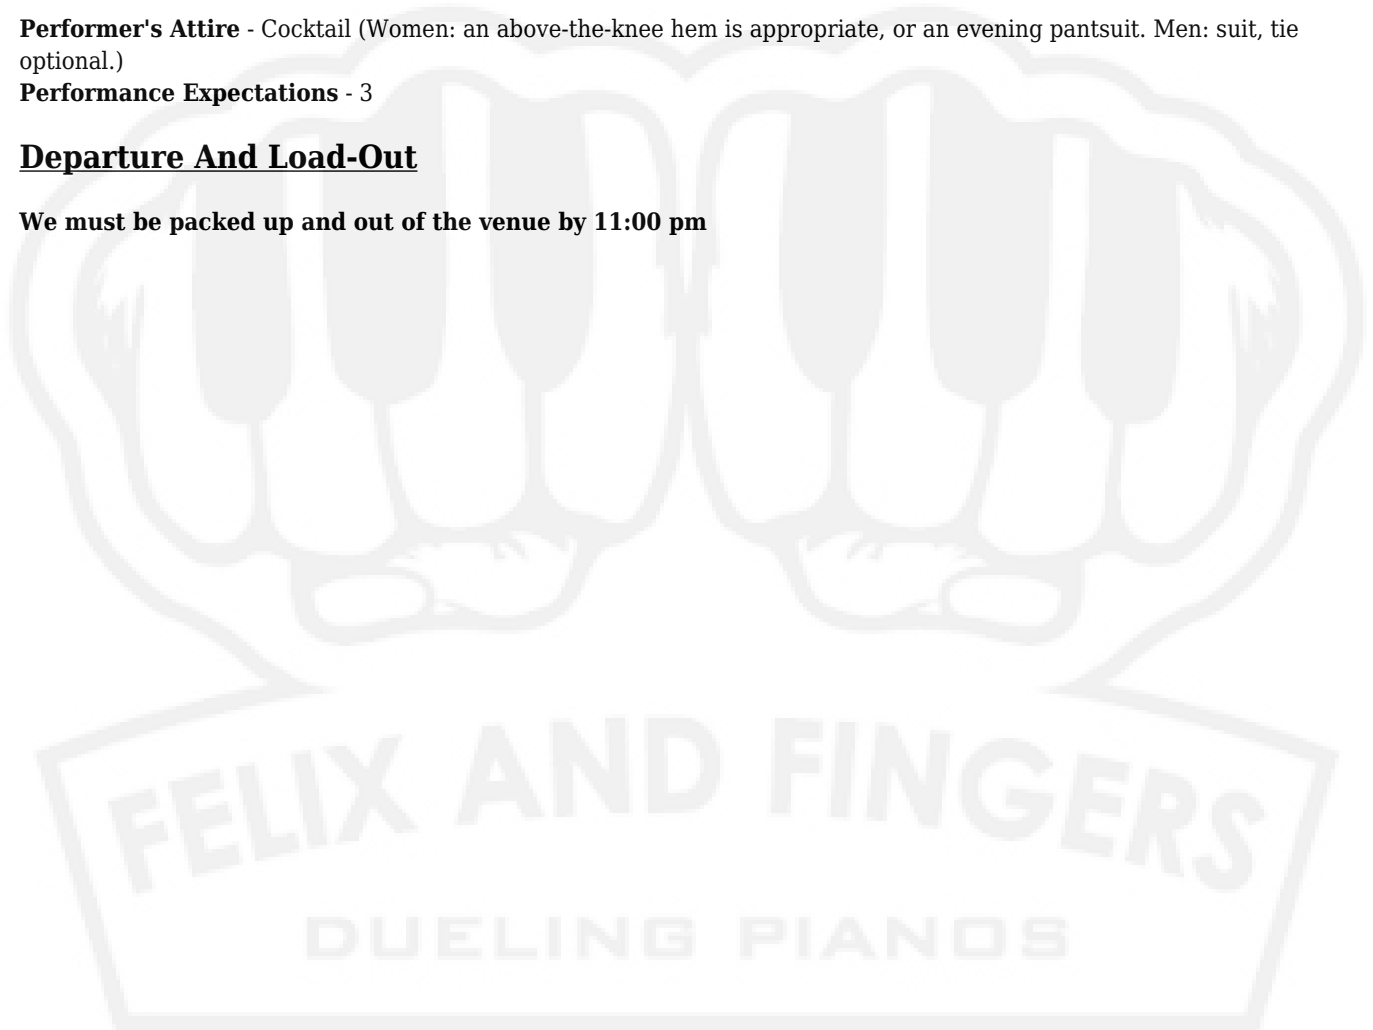 Performer's Attire - Cocktail (Women: an above-the-knee hem is appropriate, or an evening pantsuit. Men: suit, tie
optional.)
Performance Expectations - 3
Departure And Load-Out
We must be packed up and out of the venue by 11:00 pm
FELIX AND FINGERS
DUELING PIANOS